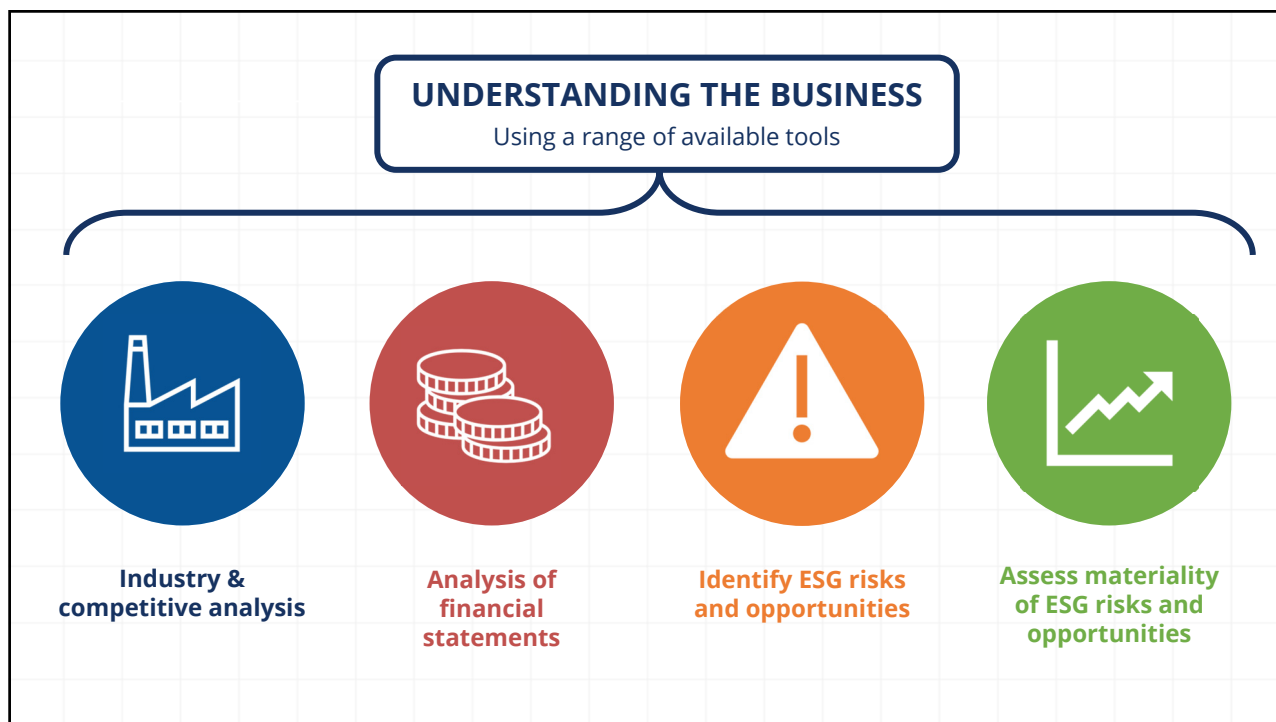 UNDERSTANDING THE BUSINESS
Using a range of available tools
Industry &
competitive analysis
Analysis of
financial
statements
Identify ESG risks
and opportunities
Assess materiality
of ESG risks and
opportunities